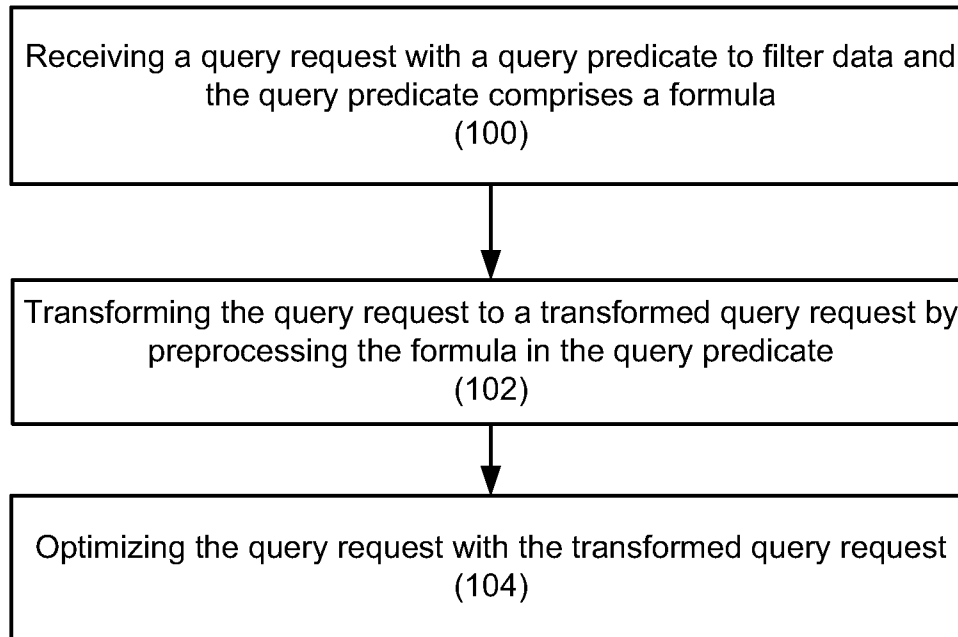 Receiving a query request with a query predicate to filter data and
the query predicate comprises a formula
(100)
Transforming the query request to a transformed query request by
preprocessing the formula in the query predicate
(102)
Optimizing the query request with the transformed query request
(104)